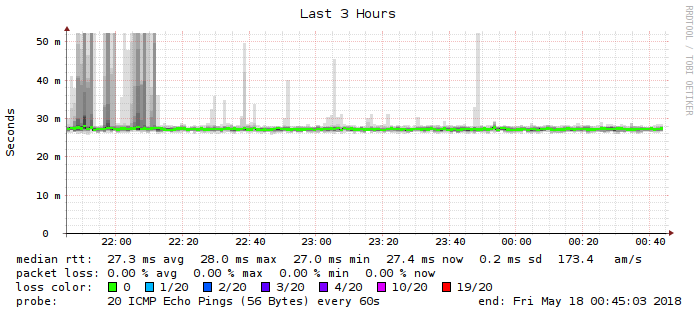 Last 3 Hours
RRDTOOL / TOBI OETIKER
Seconds
50 m
40 m
30 m
20 m
10 m
0
22:00 22:20 22:40 23:00 23:20 23:40 00:00 00:20 00:40
median rtt: 27.3 ms avg 28.0 ms max 27.0 ms min 27.4 ms now 0.2 ms sd 173.4 am/s
packet loss: 0.00 % avg 0.00 % max 0.00 % min 0.00 % now
loss color: 0 1/20 2/20 3/20 4/20 10/20 19/20
probe: 20 ICMP Echo Pings (56 Bytes) every 60s end: Fri May 18 00:45:03 2018